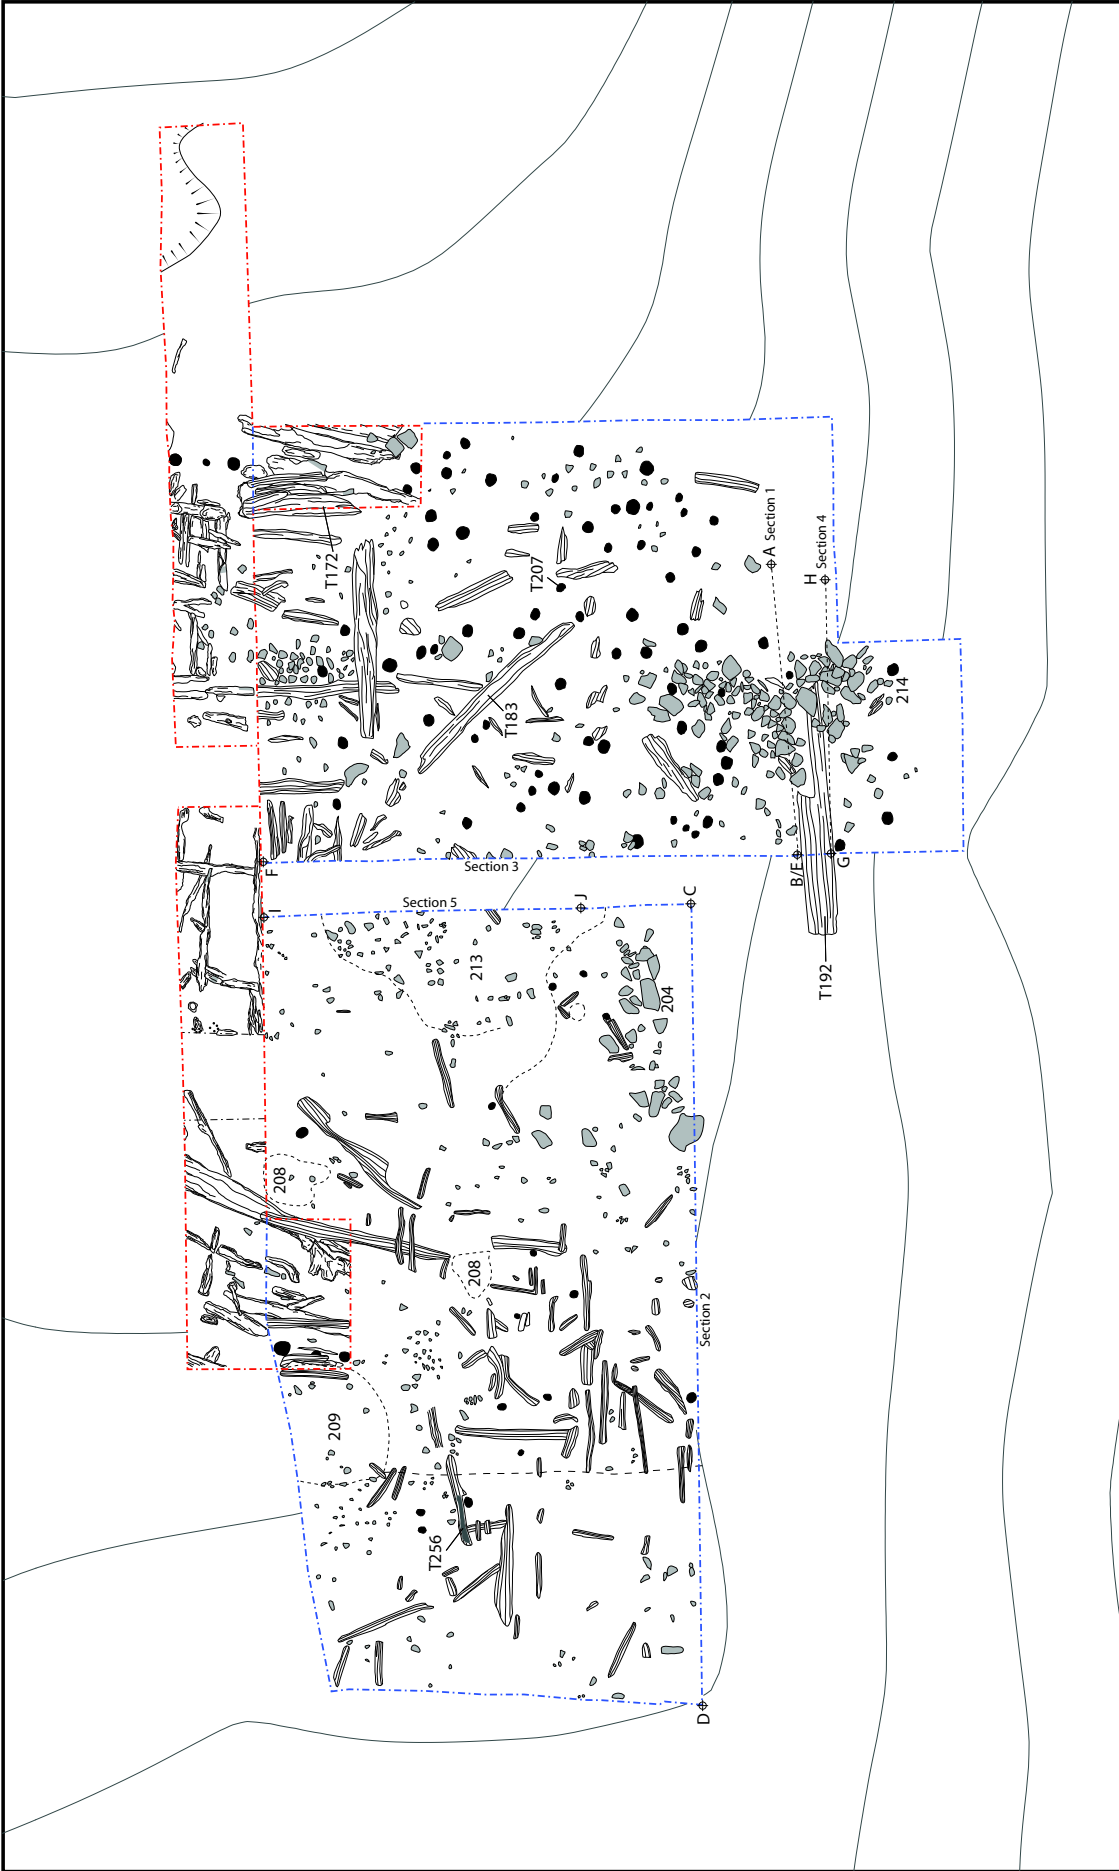 T172
T207
A
Section 1
H
Section 4
T183
214
F
Section 3
B/E
G
I
Section 5
J
C
213
204
T192
208
208
Section 2
209
T256
D